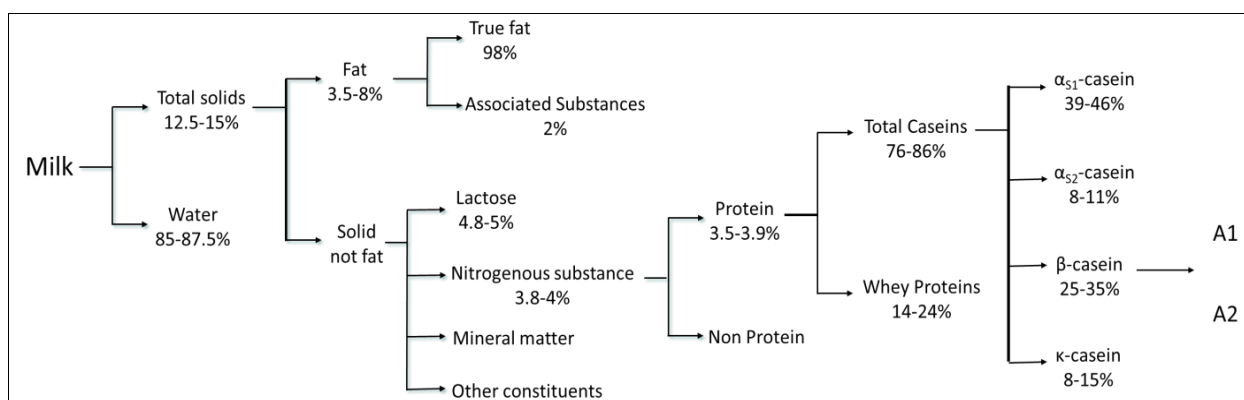 Milk
Total solids
12.5-15%
Water
85-87.5%
Fat
3.5-8%
Solid
not fat
True fat
98%
Associated Substances
2%
Lactose
4.8-5%
Nitrogenous substance
3.8-4%
Mineral matter
Other constituents
Protein
3.5-3.9%
Non Protein
Total Caseins
76-86%
Whey Proteins
14-24%
αS1-casein
39-46%
αS2-casein
8-11%
β-casein
25-35%
κ-casein
8-15%
A1
A2